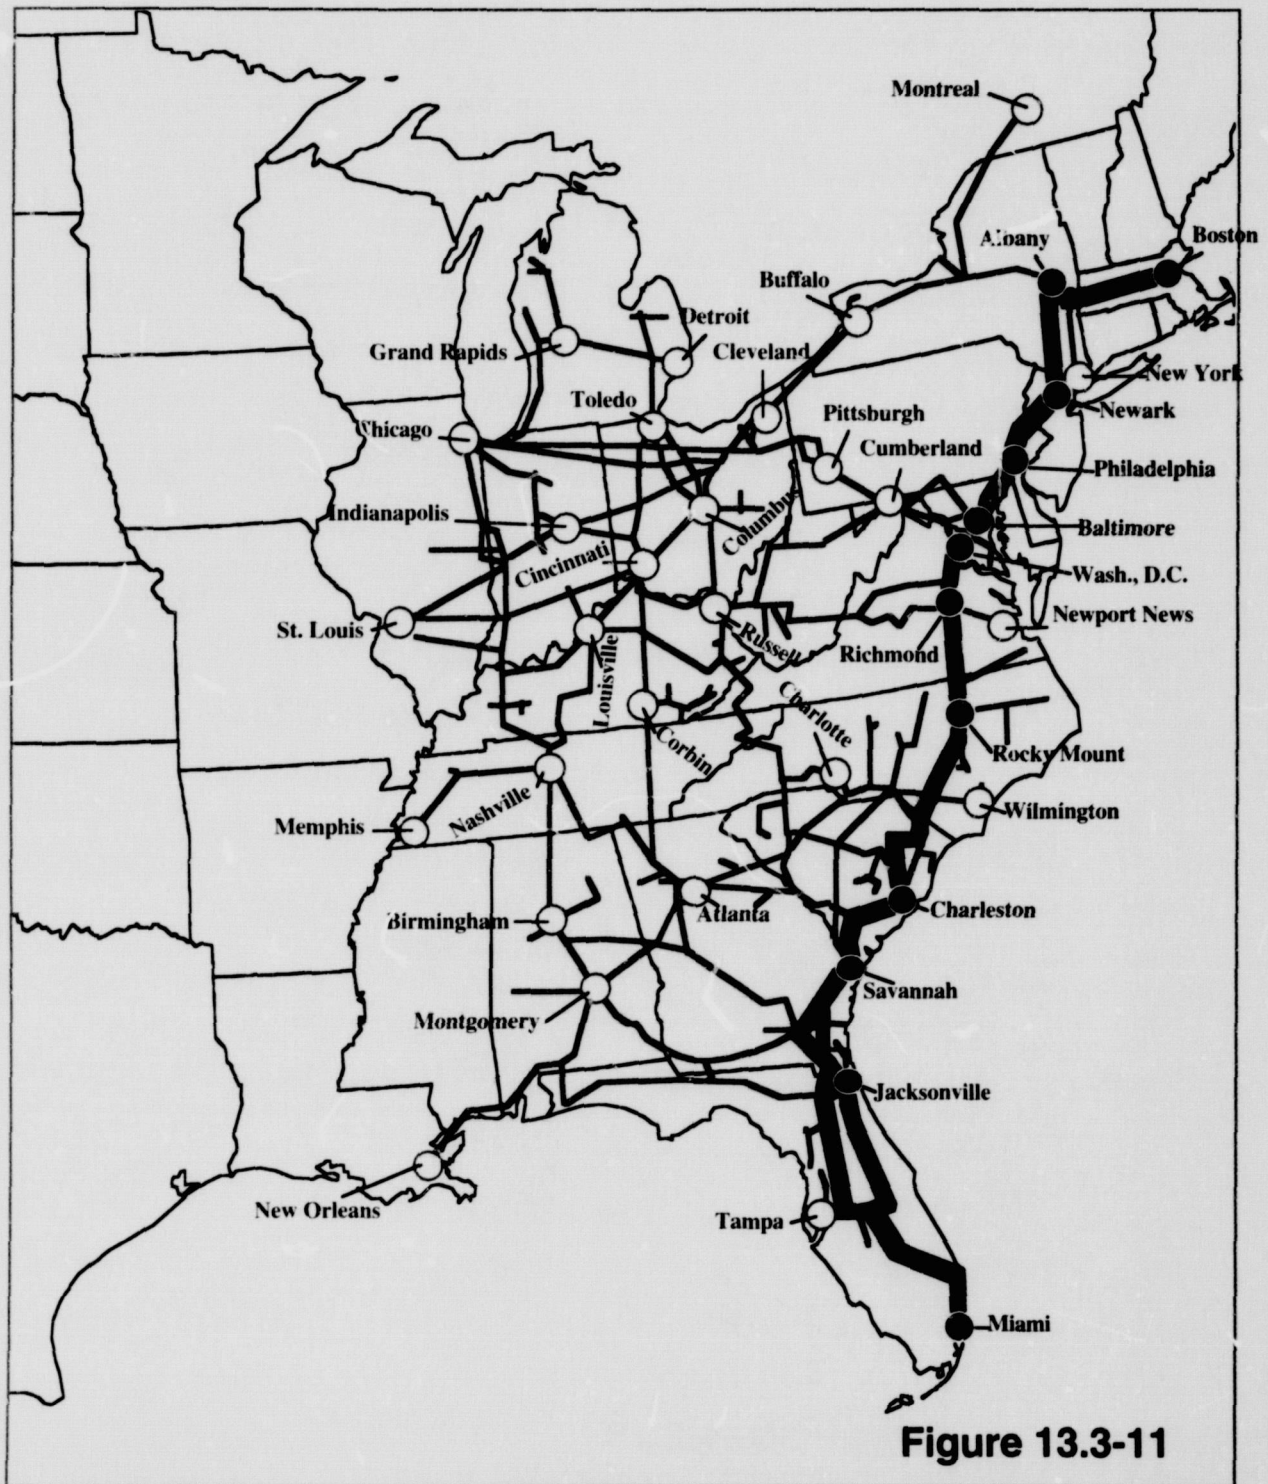 Montreal
Albany
Boston
Buffalo
Detroit
Grand Rapids
Cleveland
New York
Toledo
Newark
Pittsburgh
Chicago
Cumberland
Philadelphia
Indianapolis
Columbus
Baltimore
Cincinnati
Wash., D.C.
Newport News
St. Louis
Russell
Richmond
Louisville
Charlotte
Corbin
Rocky Mount
Nashville
Wilmington
Memphis
Birmingham
Atlanta
Charleston
Savannah
Montgomery
Jacksonville
New Orleans
Tampa
Miami
Figure 13.3-11